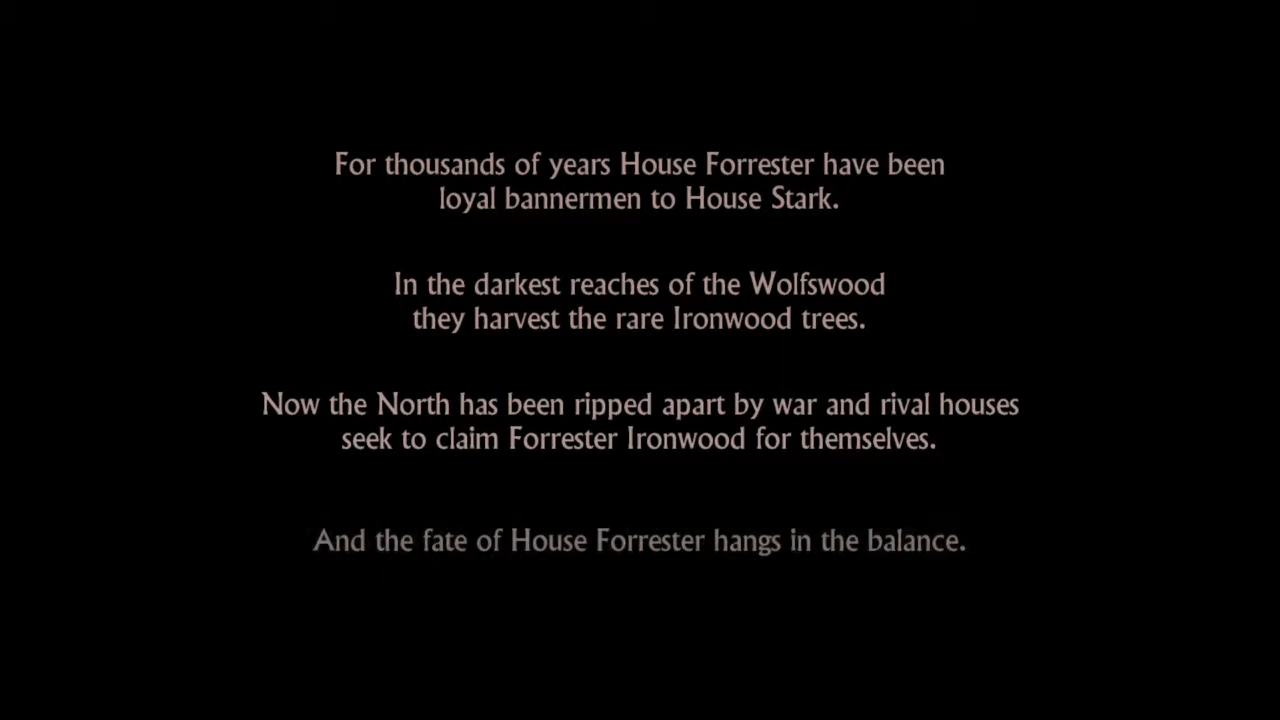 For thousands of years House Forrester have been
loyal bannermen to House Stark.
In the darkest reaches of the Wolfswood
they harvest the rare Ironwood trees.
Now the North has been ripped apart by war and rival houses
seek to claim Forrester Ironwood for themselves.
And the fate of House Forrester hangs in the balance.